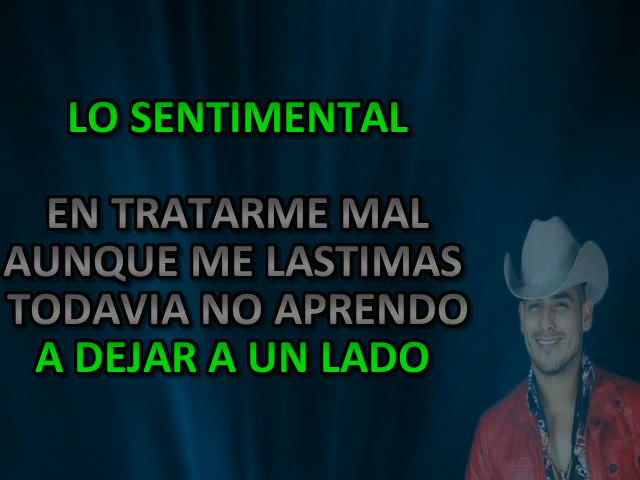 LO SENTIMENTAL
EN TRATARME MAL
AUNQUE ME LASTIMAS
TODAVIA NO APRENDO
A DEJAR A UN LADO